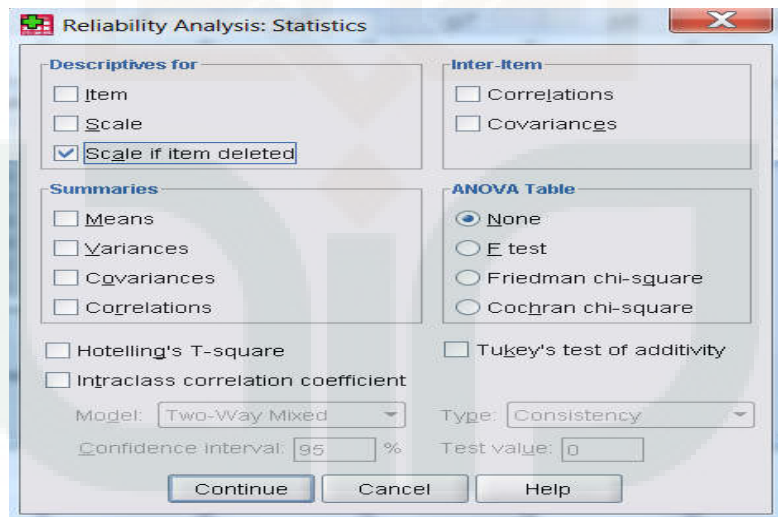 Reliability Analysis: Statistics
Descriptives for
Item
Scale
Scale if item deleted
Inter-Item
Correlations
Covariances
Summaries
Means
Variances
Covariances
Correlations
ANOVA Table
None
F test
Friedman chi-square
Cochran chi-square
Hotelling's T-square
Tukey's test of additivity
Intraclass correlation coefficient
Model: Two-Way Mixed
Type: Consistency
Confidence interval: 95 %
Test value: 0
Continue
Cancel
Help